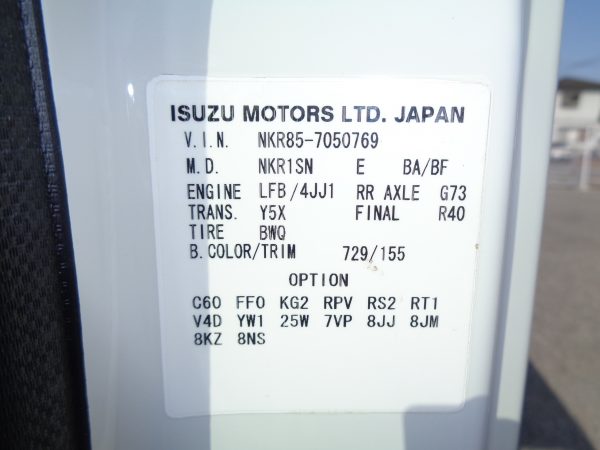 ISUZU MOTORS LTD. JAPAN
V.I.N. NKR85-7050769
M.D. NKR1SN E BA/BF
ENGINE LFB/4JJ1 RR AXLE G73
TRANS. Y5X FINAL R40
TIRE BWQ
B.COLOR/TRIM 729/155
OPTION
C60 FF0 KG2 RPV RS2 RT1
V4D YW1 25W 7VP 8JJ 8JM
8KZ 8NS